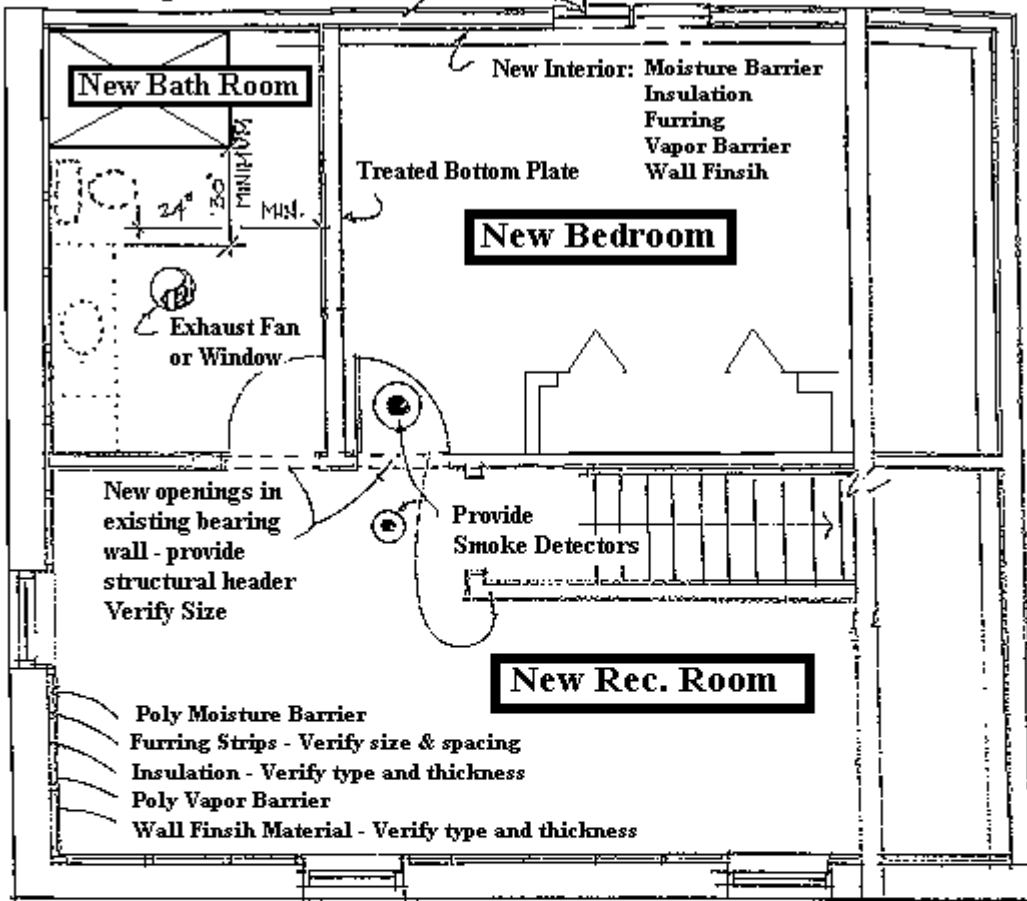 New Bath Room
New Interior: Moisture Barrier
Insulation
Furring
Vapor Barrier
Wall Finsih
MINIMUM
30"
24"
MIN.
Treated Bottom Plate
New Bedroom
Exhaust Fan
or Window
New openings in
existing bearing
wall - provide
structural header
Verify Size
Provide
Smoke Detectors
New Rec. Room
Poly Moisture Barrier
Furring Strips - Verify size & spacing
Insulation - Verify type and thickness
Poly Vapor Barrier
Wall Finsih Material - Verify type and thickness